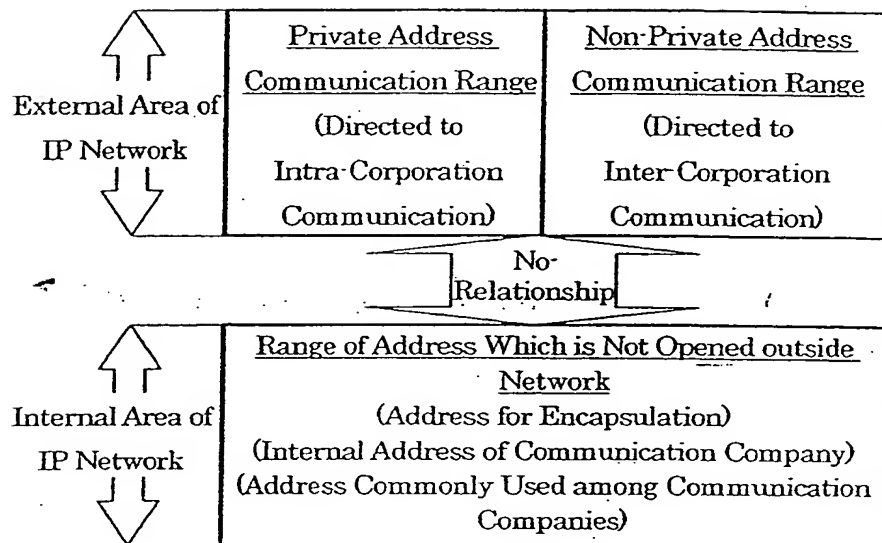 External Area of
IP Network
Private Address
Communication Range
(Directed to
Intra-Corporation
Communication)
Non-Private Address
Communication Range
(Directed to
Inter-Corporation
Communication)
No-
Relationship
Internal Area of
IP Network
Range of Address Which is Not Opened outside
Network
(Address for Encapsulation)
(Internal Address of Communication Company)
(Address Commonly Used among Communication
Companies)